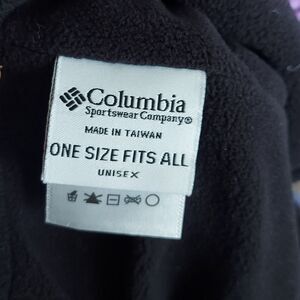 Columbia
Sportswear Company®
MADE IN TAIWAN
ONE SIZE FITS ALL
UNISEX